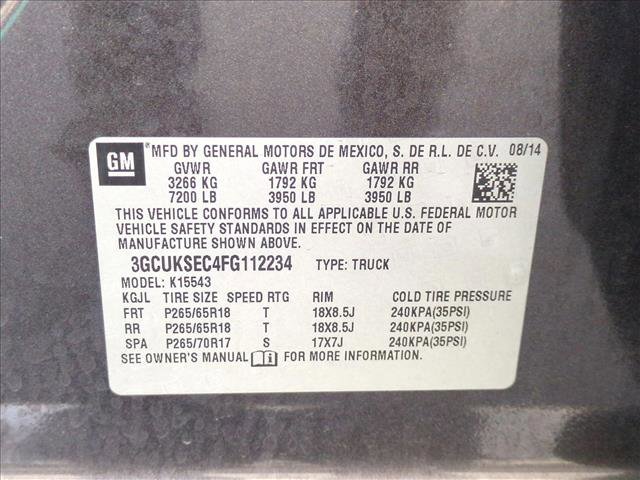 GM ® MFD BY GENERAL MOTORS DE MEXICO, S. DE R.L. DE C.V. 08/14
GVWR GAWR FRT GAWR RR
3266 KG 1792 KG 1792 KG
7200 LB 3950 LB 3950 LB
THIS VEHICLE CONFORMS TO ALL APPLICABLE U.S. FEDERAL MOTOR
VEHICLE SAFETY STANDARDS IN EFFECT ON THE DATE OF
MANUFACTURE SHOWN ABOVE.
3GCUKSEC4FG112234 TYPE: TRUCK
MODEL: K15543
KGJL TIRE SIZE SPEED RTG RIM COLD TIRE PRESSURE
FRT P265/65R18 T 18X8.5J 240KPA(35PSI)
RR P265/65R18 T 18X8.5J 240KPA(35PSI)
SPA P265/70R17 S 17X7J 240KPA(35PSI)
SEE OWNER'S MANUAL FOR MORE INFORMATION.